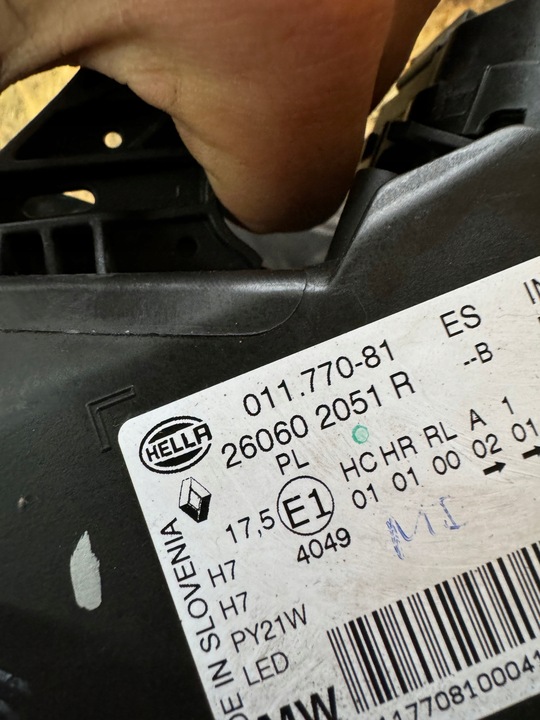 011.770-81
ES
HELLA
26060 2051 R
--B
PL
HC HR RL A 1
17,5
E1
01 01 00 02 01
4049
MI
H7
H7
PY21W
LED
IN SLOVENIA